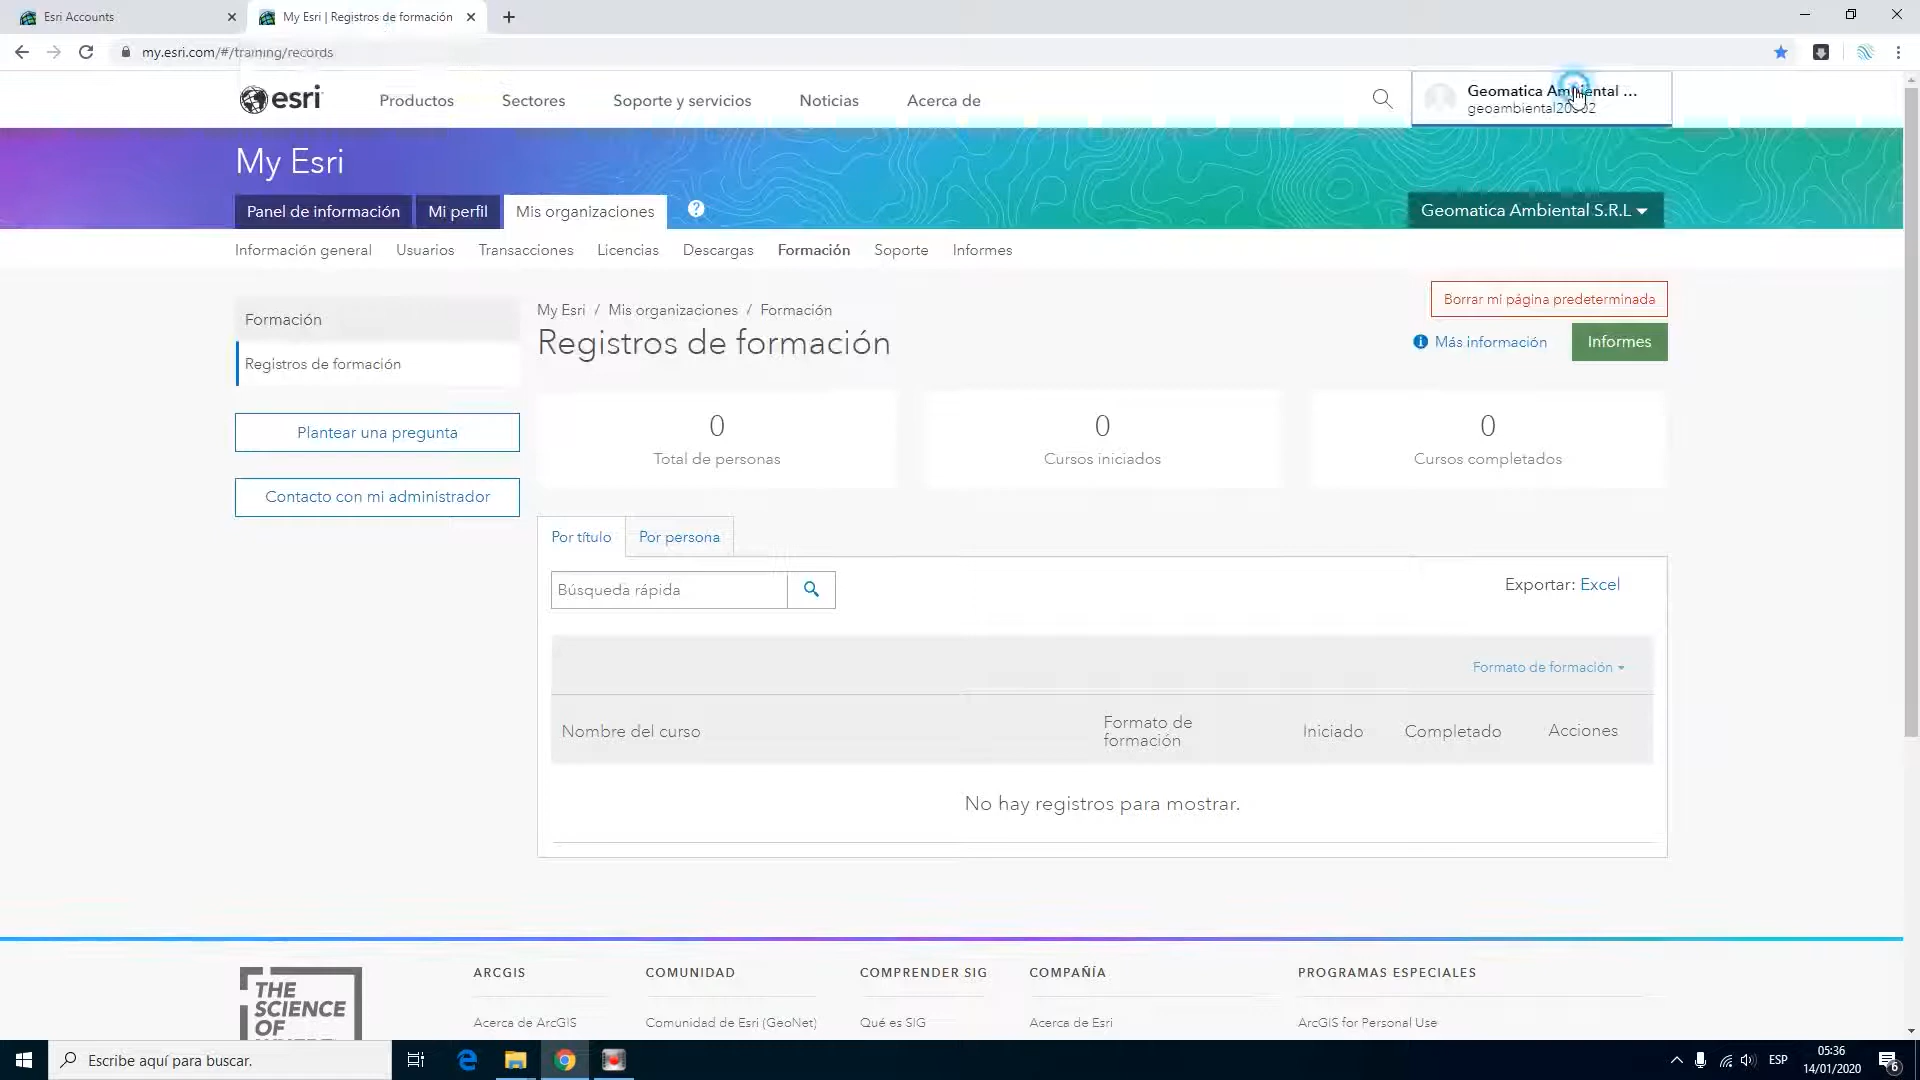 Esri Accounts
My Esri | Registros de formación
my.esri.com/#/training/records
esri
Productos
Sectores
Soporte y servicios
Noticias
Acerca de
Geomatica Ambiental ...
My Esri
Panel de información
Mi perfil
Mis organizaciones
?
Geomatica Ambiental S.R.L
Información general
Usuarios
Transacciones
Licencias
Descargas
Formación
Soporte
Informes
Formación
Registros de formación
Plantear una pregunta
Contacto con mi administrador
My Esri / Mis organizaciones / Formación
Registros de formación
Borrar mi página predeterminada
Más información
Informes
0
Total de personas
0
Cursos iniciados
0
Cursos completados
Por título
Por persona
Búsqueda rápida
Exportar: Excel
Formato de formación
Nombre del curso
Formato de
formación
Iniciado
Completado
Acciones
No hay registros para mostrar.
THE
SCIENCE
OF
ARCGIS
Acerca de ArcGIS
COMUNIDAD
Comunidad de Esri (GeoNet)
COMPRENDER SIG
Qué es SIG
COMPAÑÍA
Acerca de Esri
PROGRAMAS ESPECIALES
ArcGIS for Personal Use
Escribe aquí para buscar.
ESP
05:36
14/01/2020
6